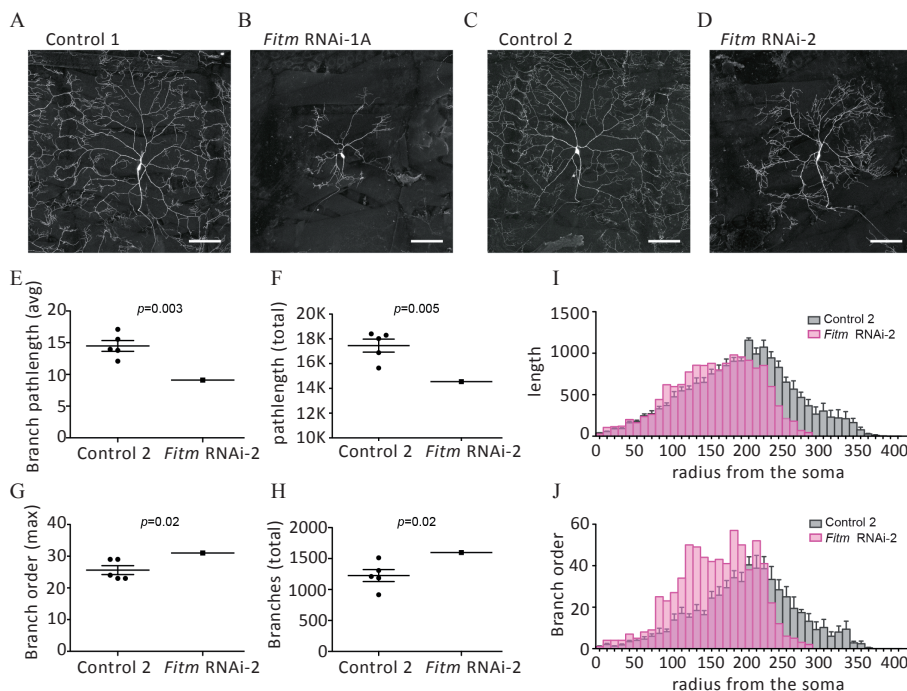 A
Control 1
B
Fitm RNAi-1A
C
Control 2
D
Fitm RNAi-2
E
p=0.003
Branch pathlength (avg)
20
15
10
5
0
Control 2
Fitm RNAi-2
F
p=0.005
pathlength (total)
20K
18K
16K
14K
12K
10K
Control 2
Fitm RNAi-2
I
Control 2
Fitm RNAi-2
length
1500
1000
500
0
0 50 100 150 200 250 300 350 400
radius from the soma
G
p=0.02
Branch order (max)
40
30
20
10
0
Control 2
Fitm RNAi-2
H
p=0.02
Branches (total)
2000
1500
1000
500
0
Control 2
Fitm RNAi-2
J
Control 2
Fitm RNAi-2
Branch order
80
60
40
20
0
0 50 100 150 200 250 300 350 400
radius from the soma